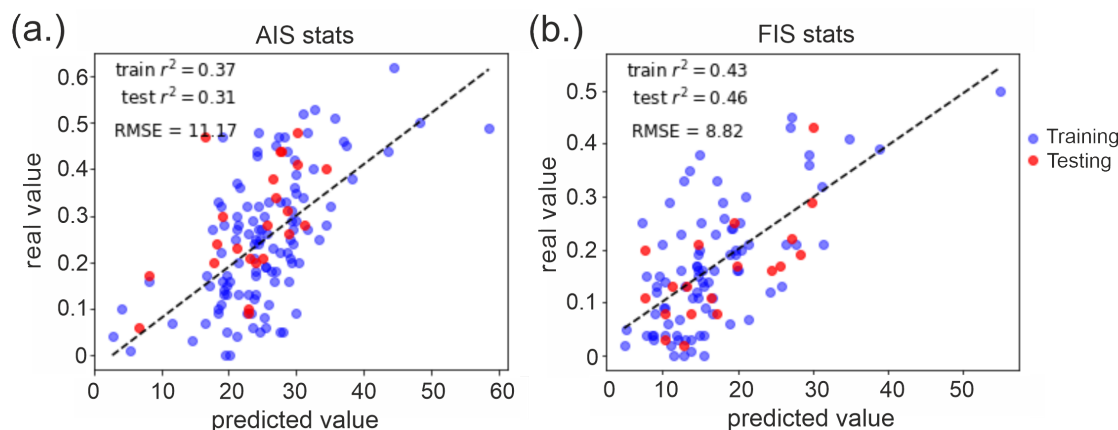 (a.)
AIS stats
train r² = 0.37
test r² = 0.31
RMSE = 11.17
real value
0.6
0.5
0.4
0.3
0.2
0.1
0
0 10 20 30 40 50 60
predicted value
(b.)
FIS stats
train r² = 0.43
test r² = 0.46
RMSE = 8.82
real value
0.5
0.4
0.3
0.2
0.1
0
10 20 30 40 50
predicted value
Training
Testing